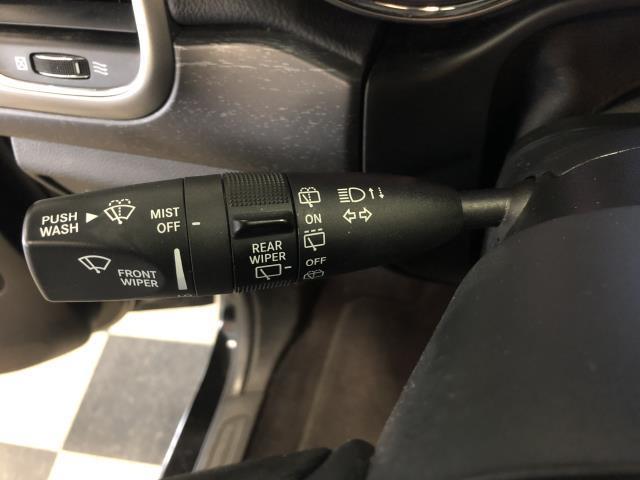 PUSH
WASH
MIST
OFF
FRONT
WIPER
REAR
WIPER
ON
OFF